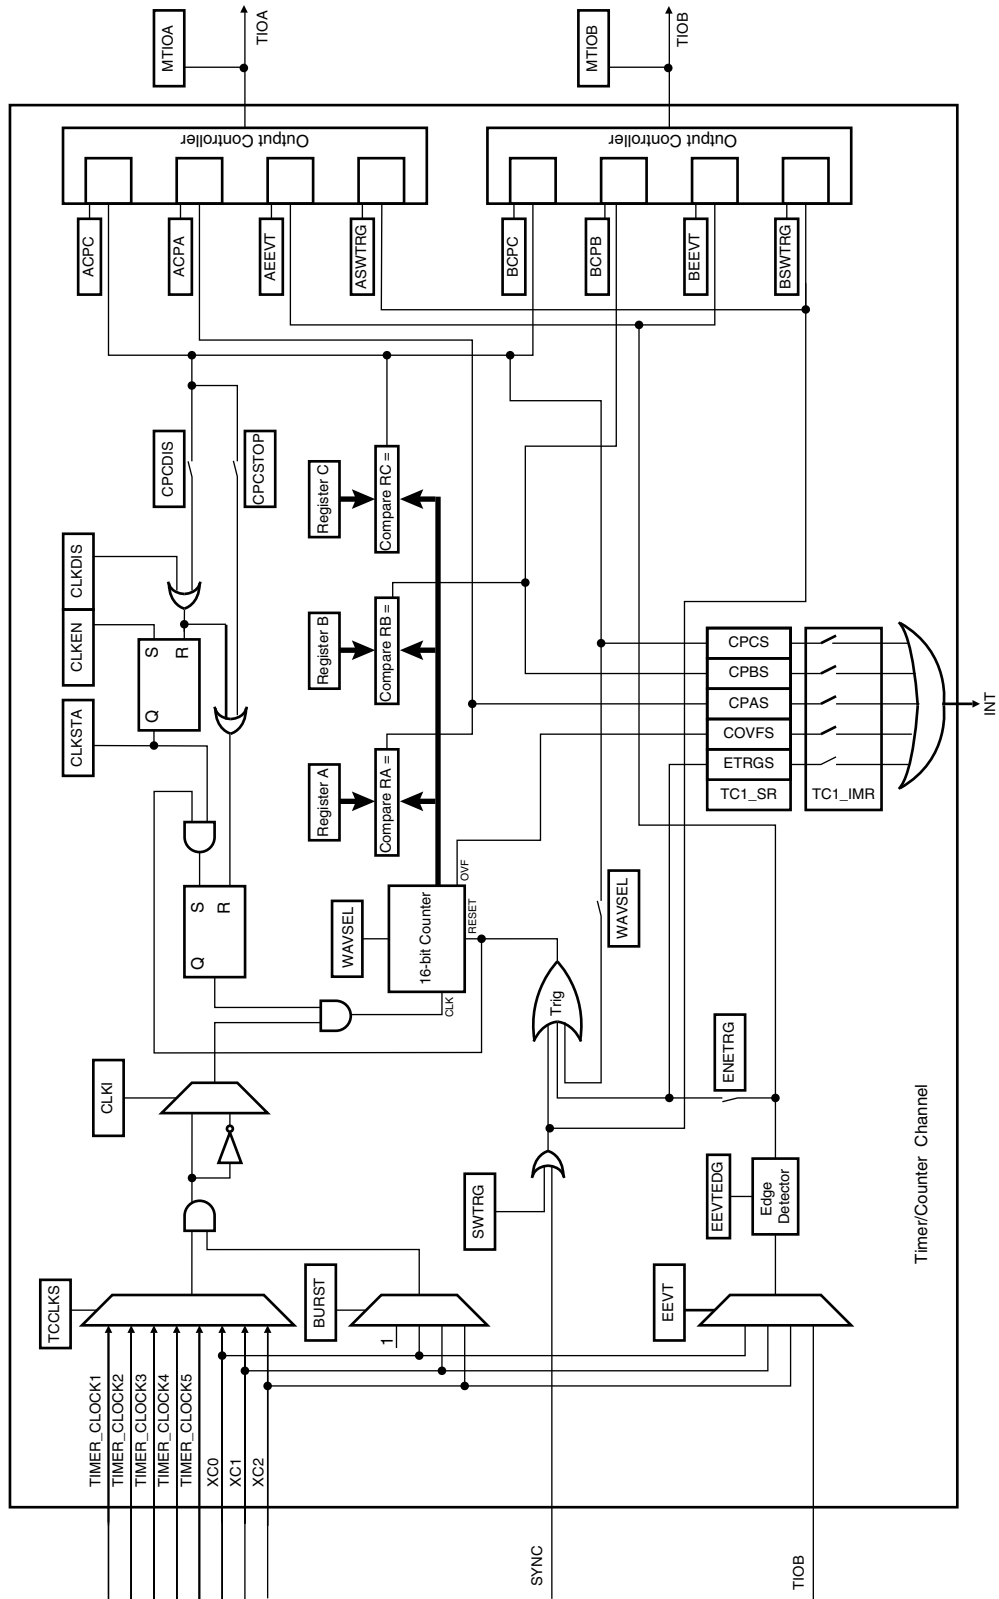 MTIOA
TIOA
MTIOB
TIOB
Output Controller
Output Controller
ACPC
ACPA
AEEVT
ASWTRG
BCPC
BCPB
BEEVT
BSWTRG
CPCDIS
CPCSTOP
CLKDIS
CLKEN
CLKSTA
S
R
Q
S
R
Q
Register C
Compare RC =
Register B
Compare RB =
Register A
Compare RA =
WAVSEL
16-bit Counter
OVF
RESET
CLK
CPCS
CPBS
CPAS
COVFS
ETRGS
TC1_SR
TC1_IMR
INT
WAVSEL
Trig
ENETRG
CLKI
SWTRG
EEVTEDG
Edge
Detector
Timer/Counter Channel
TCCLKS
BURST
1
EEVT
TIMER_CLOCK1
TIMER_CLOCK2
TIMER_CLOCK3
TIMER_CLOCK4
TIMER_CLOCK5
XC0
XC1
XC2
SYNC
TIOB